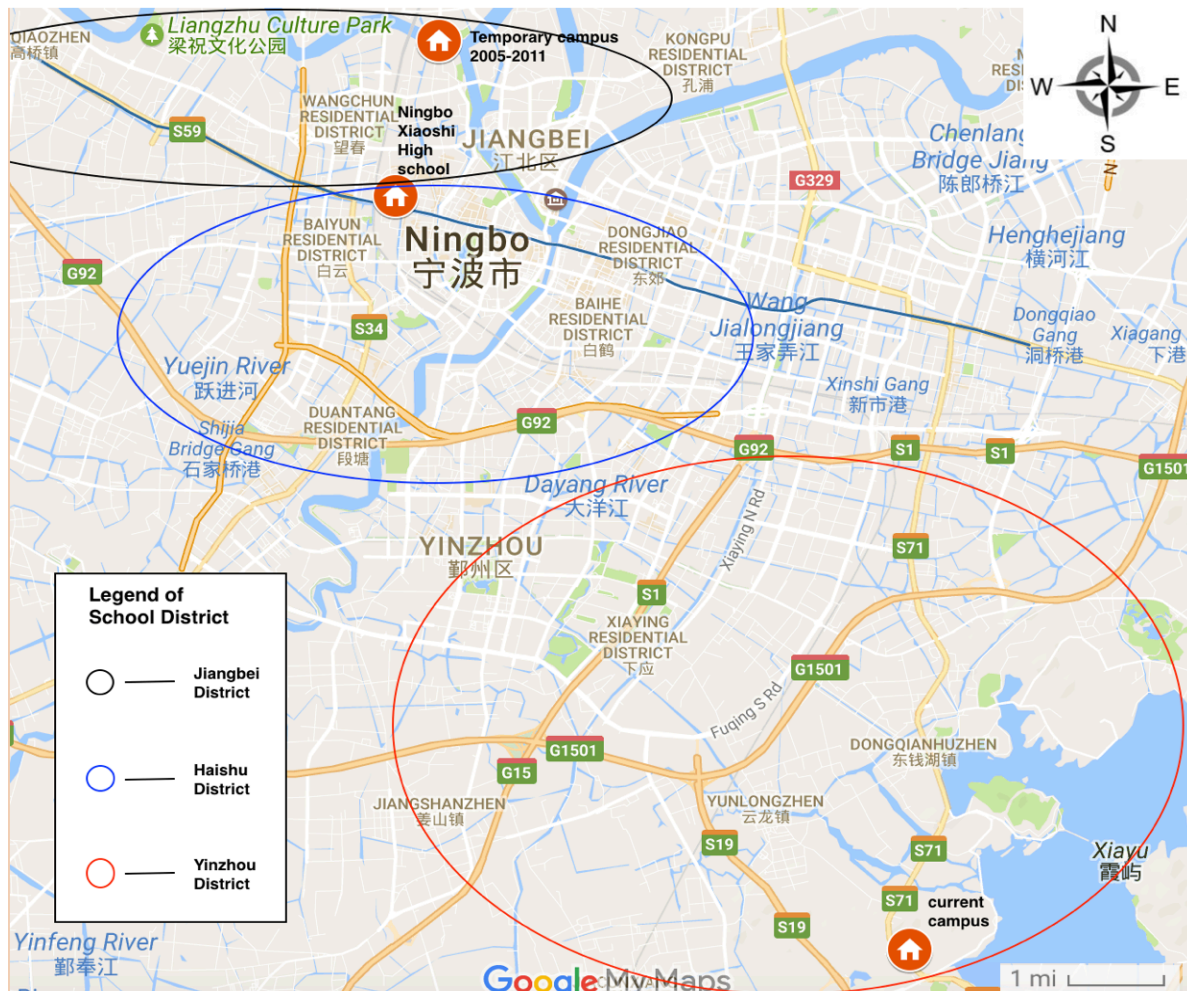 Liangzhu Culture Park
梁祝文化公园
QIAOZHEN
高桥镇
Temporary campus
2005-2011
KONGPU
RESIDENTIAL
DISTRICT
孔浦
N
W
E
S
WANGCHUN
RESIDENTIAL
DISTRICT
望春
S59
Ningbo
Xiaoshi
High
school
JIANGBEI
江北区
G329
Chenlang
Bridge Jiang
陈郎桥江
N
BAIYUN
RESIDENTIAL
DISTRICT
白云
Ningbo
宁波市
DONGJIAO
RESIDENTIAL
DISTRICT
东郊
Henghejiang
横河江
G92
S34
BAIHE
RESIDENTIAL
DISTRICT
白鹤
Wang
Jialongjiang
王家弄江
Dongqiao
Gang
洞桥港
Xiagang
下港
Yuejin River
跃进河
Xinshi Gang
新市港
DUANTANG
RESIDENTIAL
DISTRICT
段塘
Shijia
Bridge Gang
石家桥港
G92
G92
S1
S1
G1501
Dayang River
大洋江
Xiaying N Rd
YINZHOU
鄞州区
S71
S1
XIAYING
RESIDENTIAL
DISTRICT
下应
Legend of
School District
Jiangbei
District
Haishu
District
Yinzhou
District
G1501
Fuqing S Rd
G1501
G15
DONGQIANHUZHEN
东钱湖镇
JIANGSHANZHEN
姜山镇
YUNLONGZHEN
云龙镇
S19
S71
Xiayu
霞屿
S71
current
campus
S19
Yinfeng River
鄞奉江
Google My Maps
1 mi